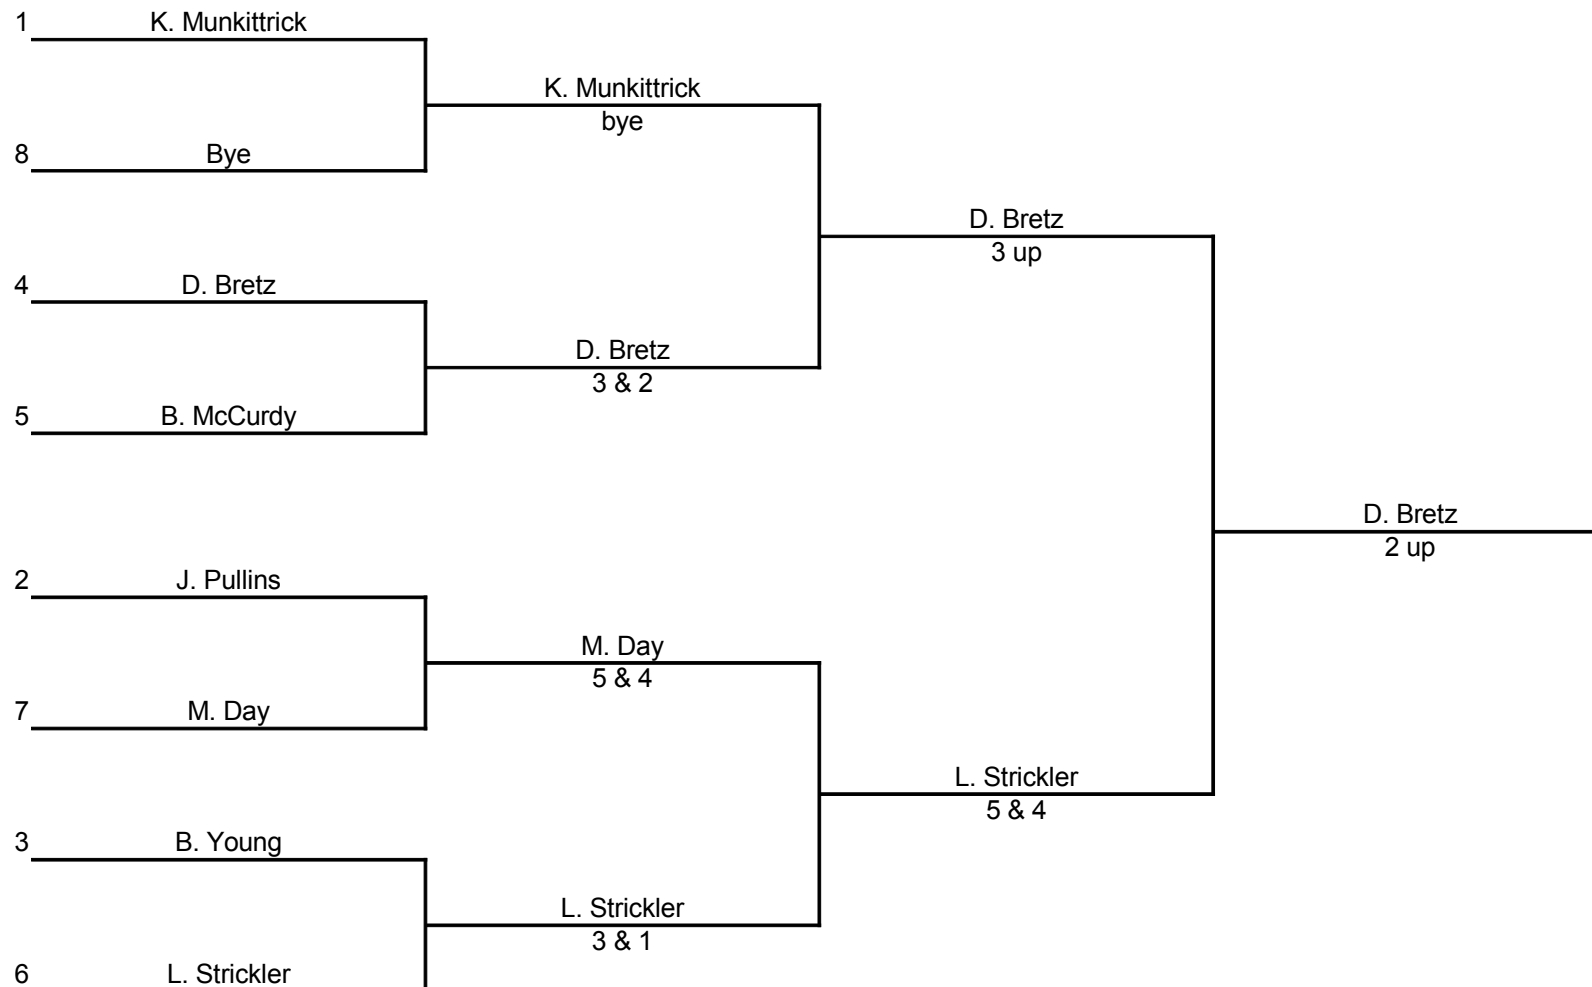 1 K. Munkittrick
K. Munkittrick
bye
8 Bye
D. Bretz
3 up
4 D. Bretz
D. Bretz
3 & 2
5 B. McCurdy
D. Bretz
2 up
2 J. Pullins
M. Day
5 & 4
7 M. Day
L. Strickler
5 & 4
3 B. Young
L. Strickler
3 & 1
6 L. Strickler